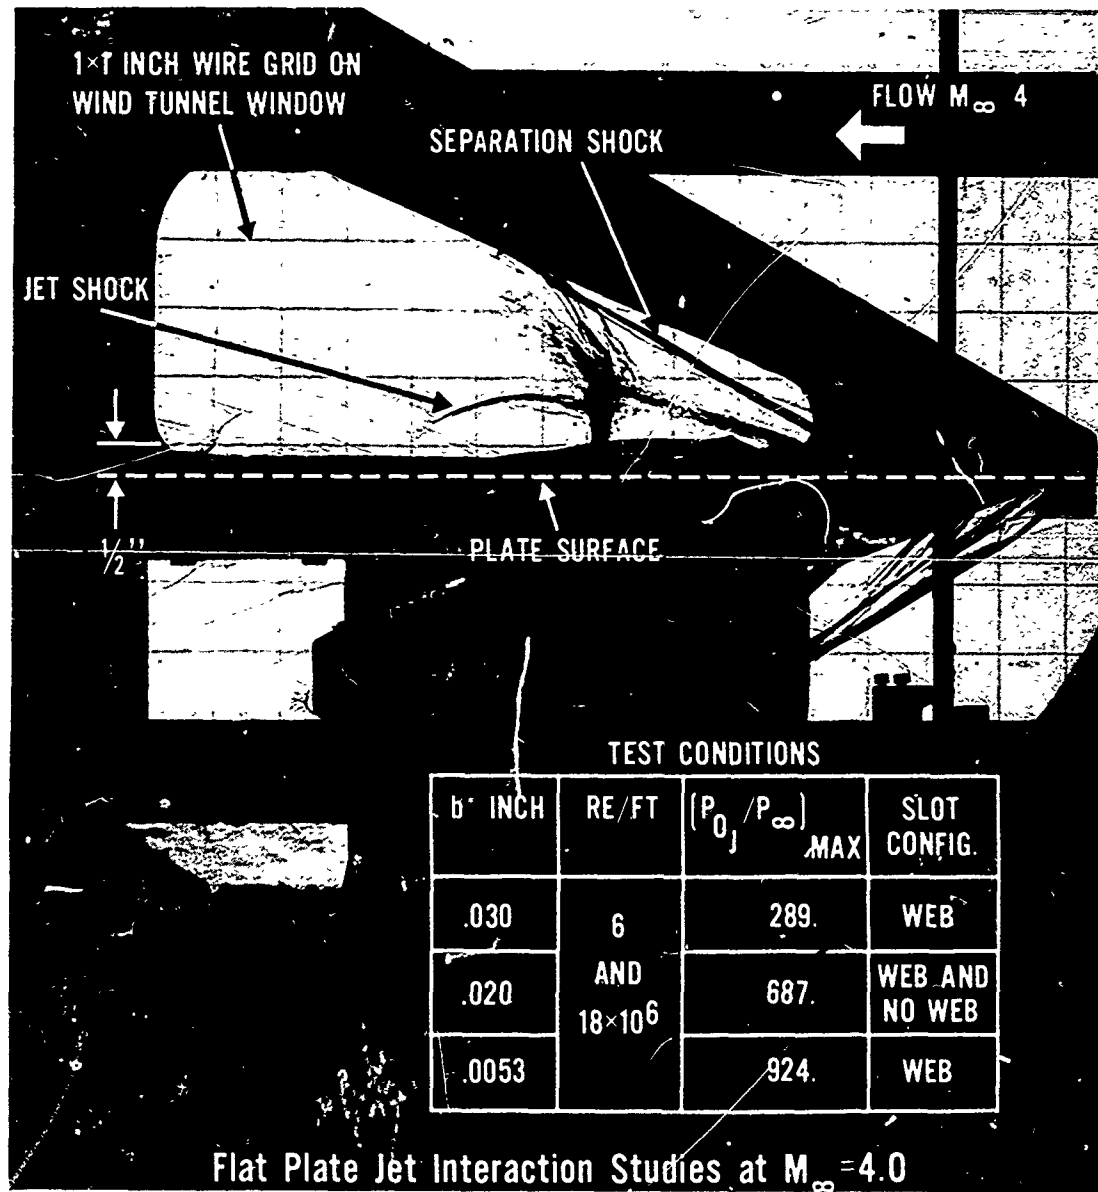 1×1 INCH WIRE GRID ON
WIND TUNNEL WINDOW
FLOW M∞ 4
SEPARATION SHOCK
JET SHOCK
1/2"
PLATE SURFACE
TEST CONDITIONS
b* INCH RE/FT (P0j/P∞)MAX SLOT CONFIG.
.030 6 AND 18×10⁶ 289. WEB
.020 687. WEB AND NO WEB
.0053 924. WEB
Flat Plate Jet Interaction Studies at M∞=4.0